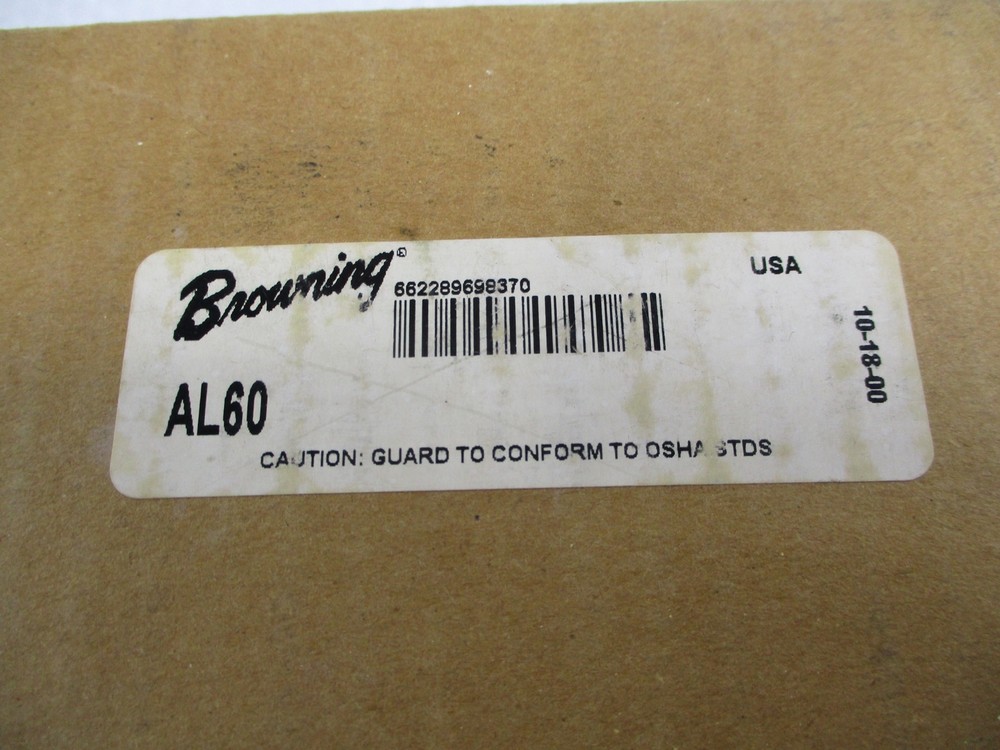 Browning®
662289698370
USA
10-18-00
AL60
CAUTION: GUARD TO CONFORM TO OSHA STDS